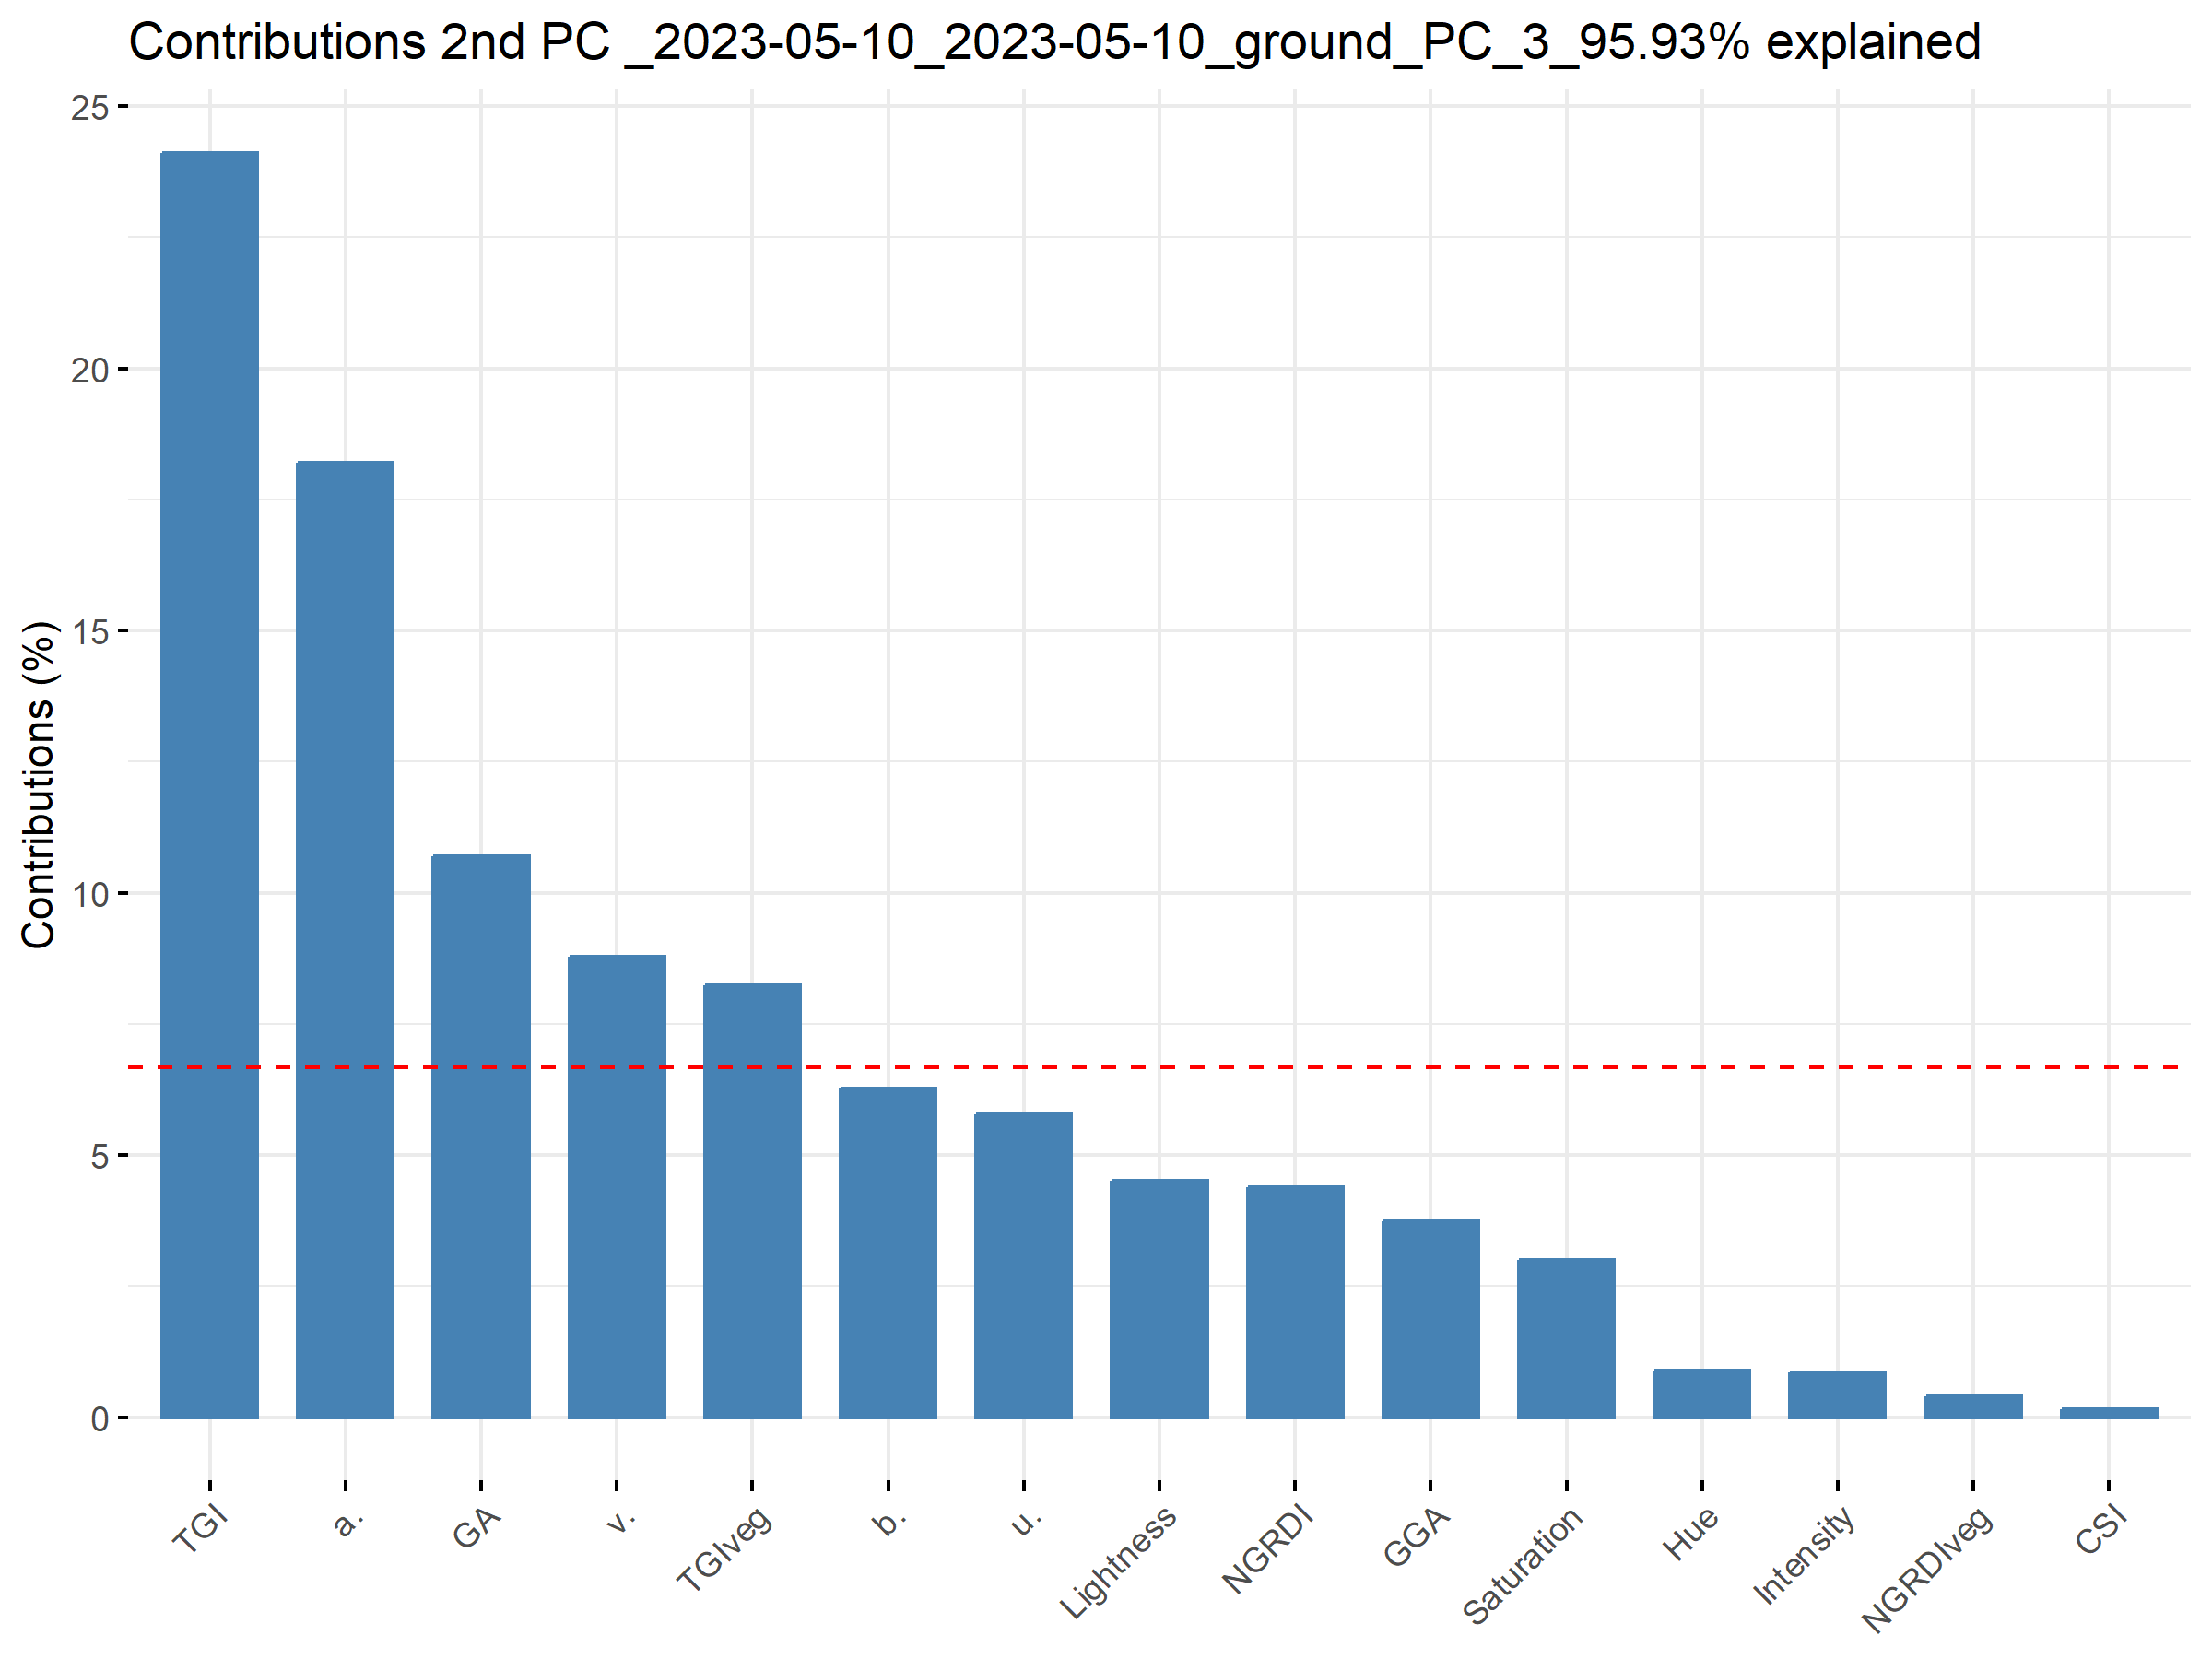 Contributions 2nd PC _2023-05-10_2023-05-10_ground_PC_3_95.93% explained
Contributions (%)
25
20
15
10
5
0
TGI
a.
GA
v.
TGIveg
b.
u.
Lightness
NGRDI
GGA
Saturation
Hue
Intensity
NGRDIveg
CSI